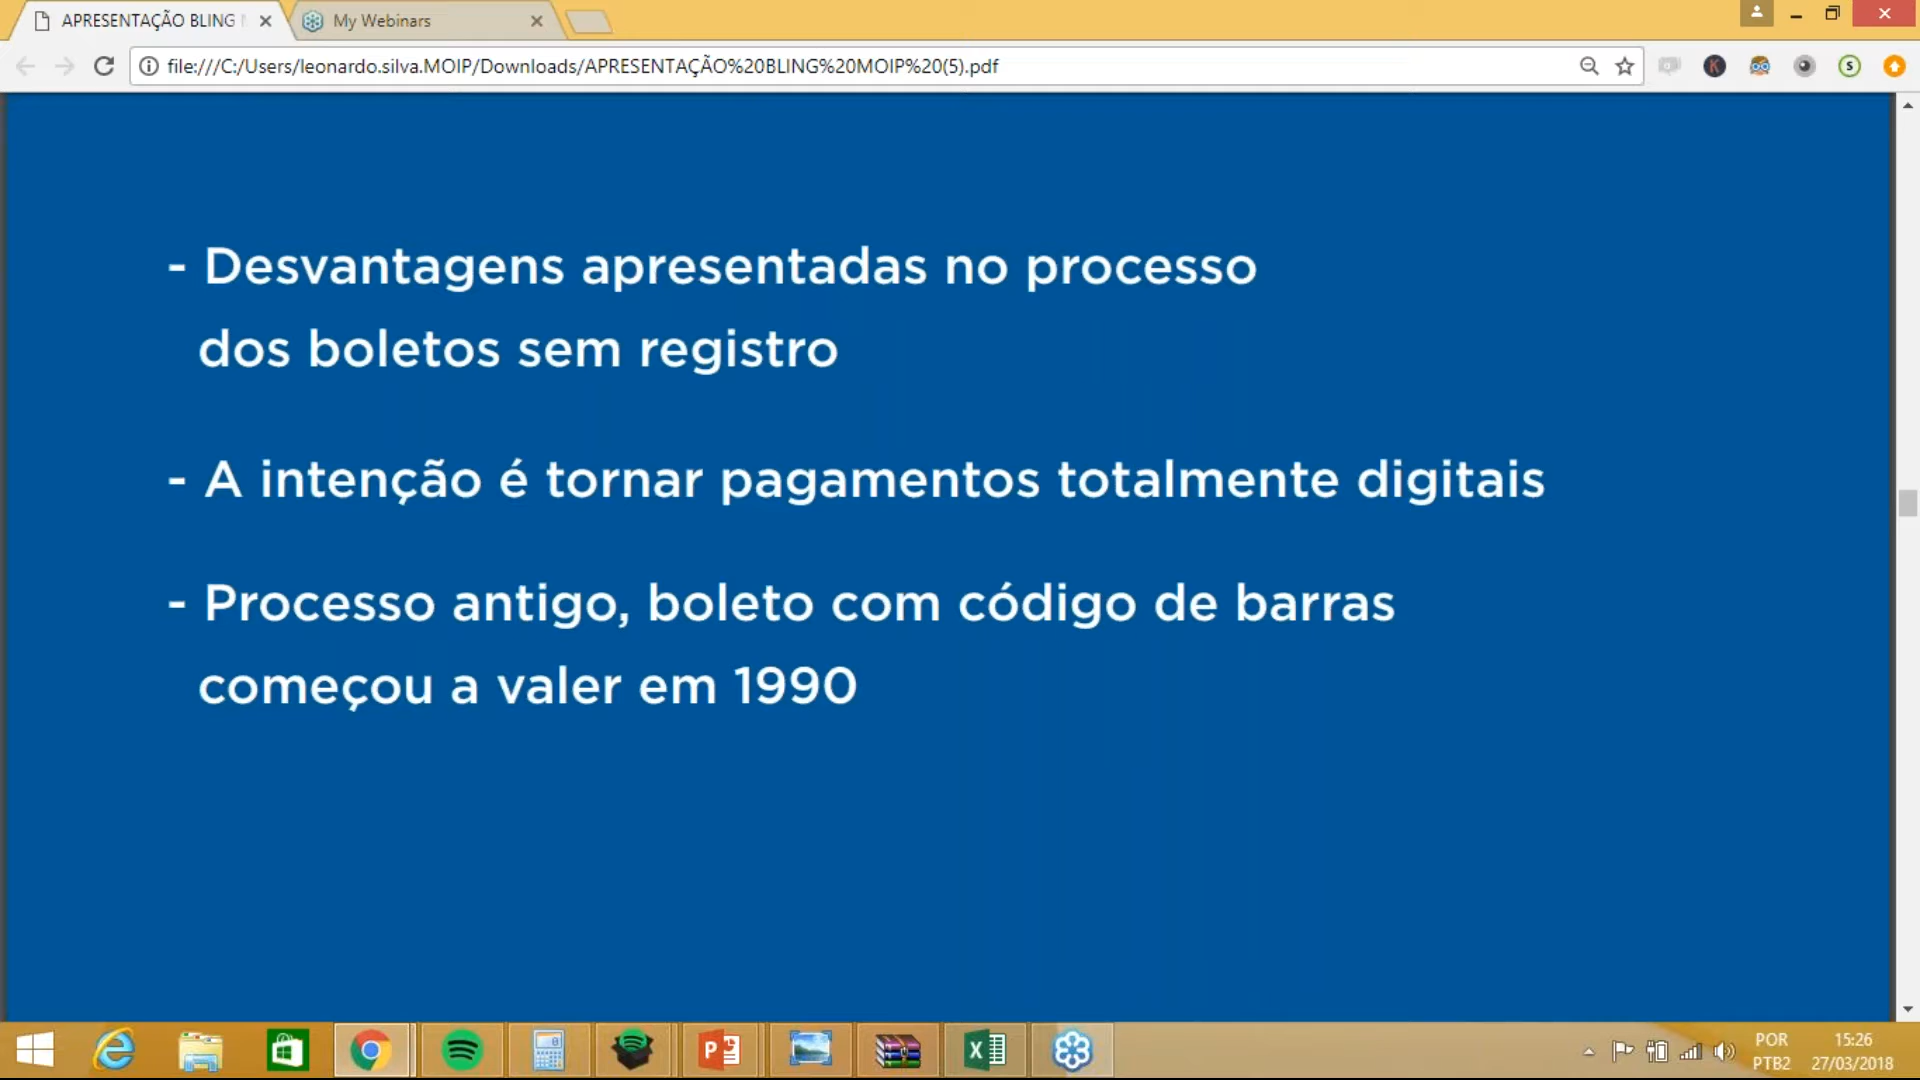 APRESENTAÇÃO BLING
My Webinars
file:///C:/Users/leonardo.silva.MOIP/Downloads/APRESENTAÇÃO%20BLING%20MOIP%20(5).pdf
- Desvantagens apresentadas no processo
dos boletos sem registro
- A intenção é tornar pagamentos totalmente digitais
- Processo antigo, boleto com código de barras
começou a valer em 1990
POR
15:26
PTB2
27/03/2018